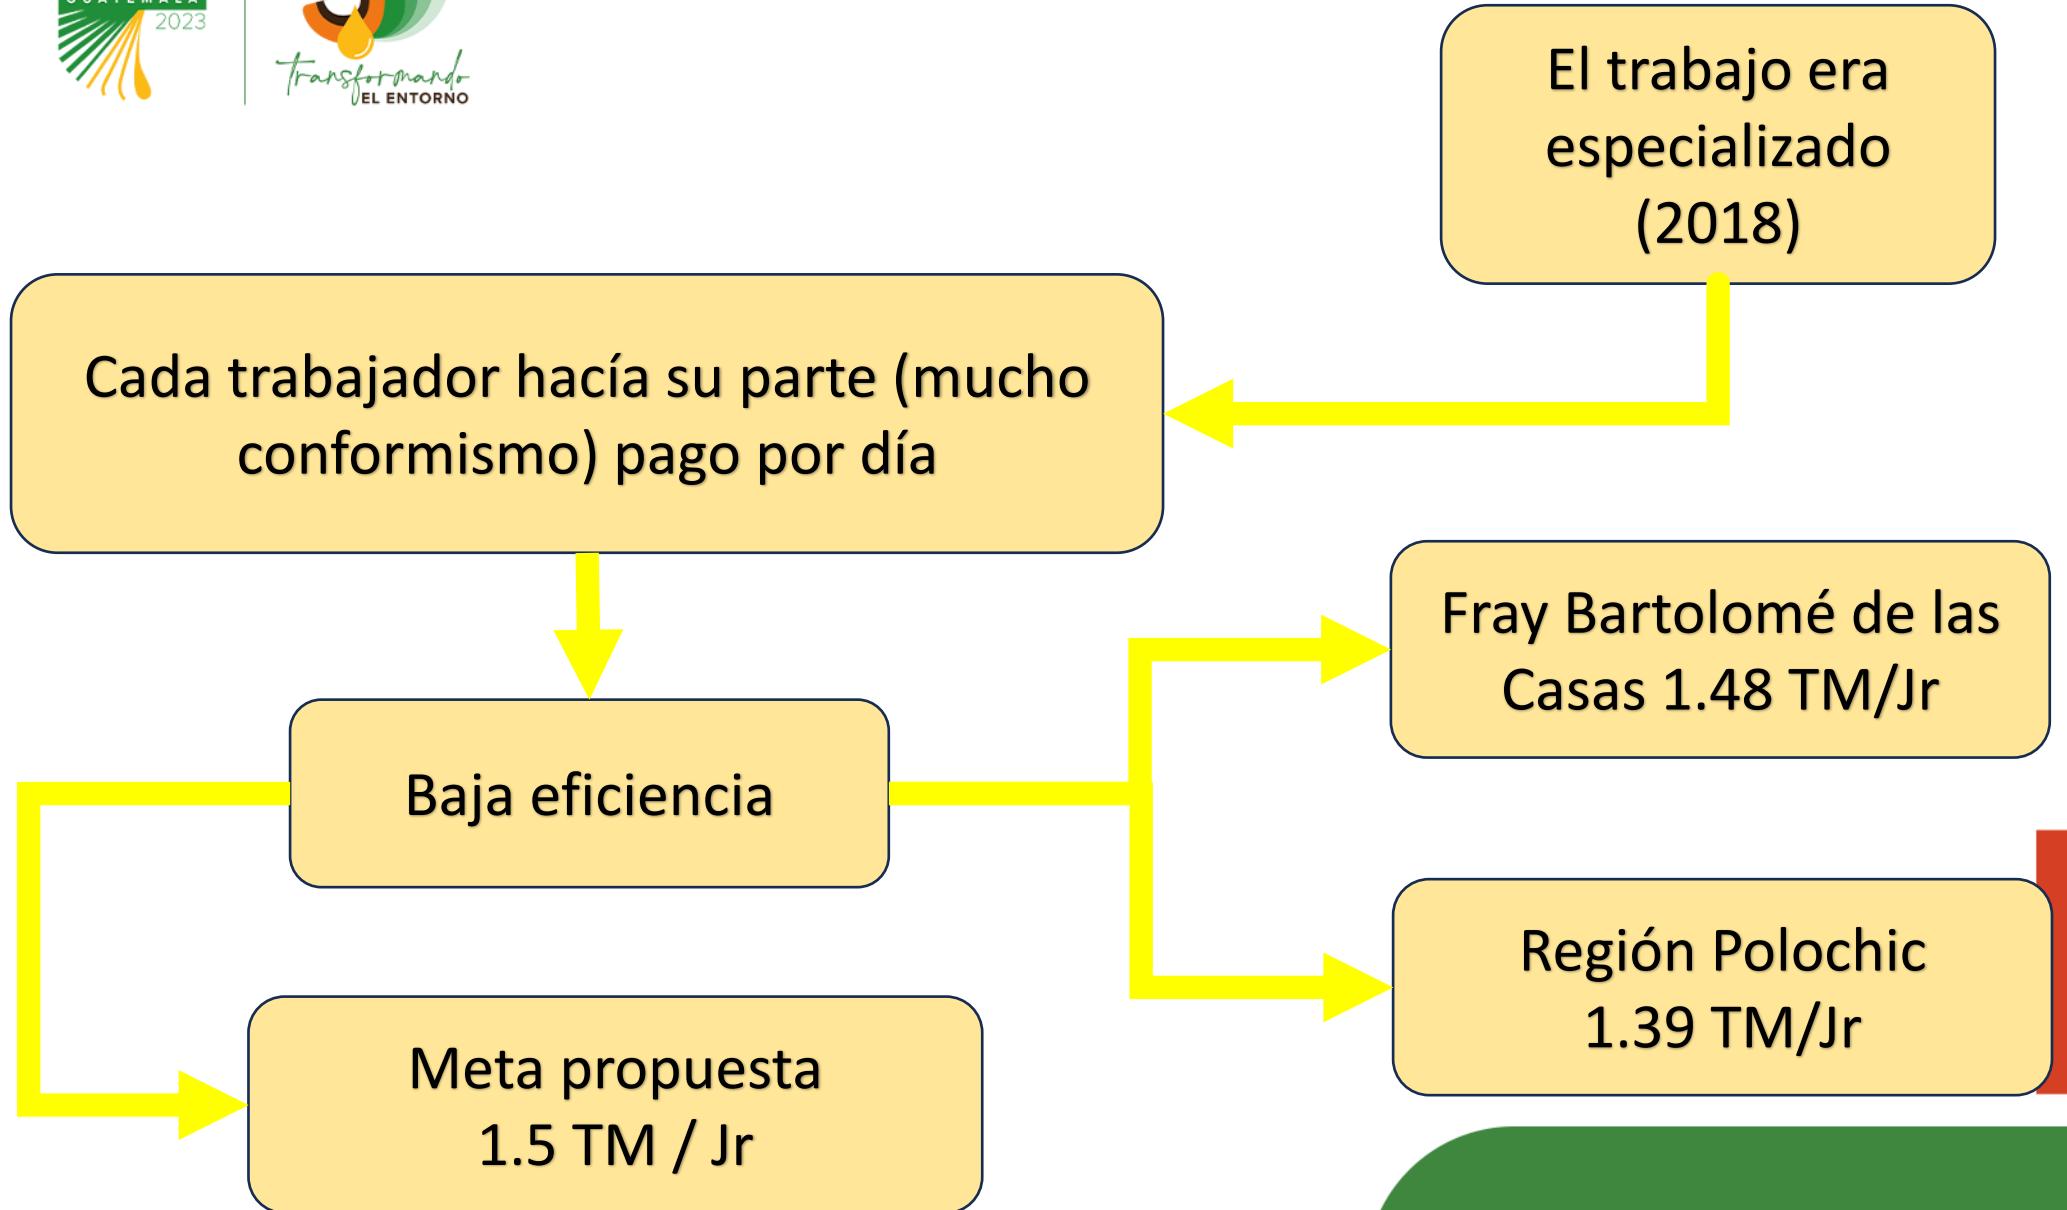 GUATEMALA
2023
Transformando
EL ENTORNO
El trabajo era
especializado
(2018)
Cada trabajador hacía su parte (mucho
conformismo) pago por día
Baja eficiencia
Fray Bartolomé de las
Casas 1.48 TM/Jr
Región Polochic
1.39 TM/Jr
Meta propuesta
1.5 TM / Jr